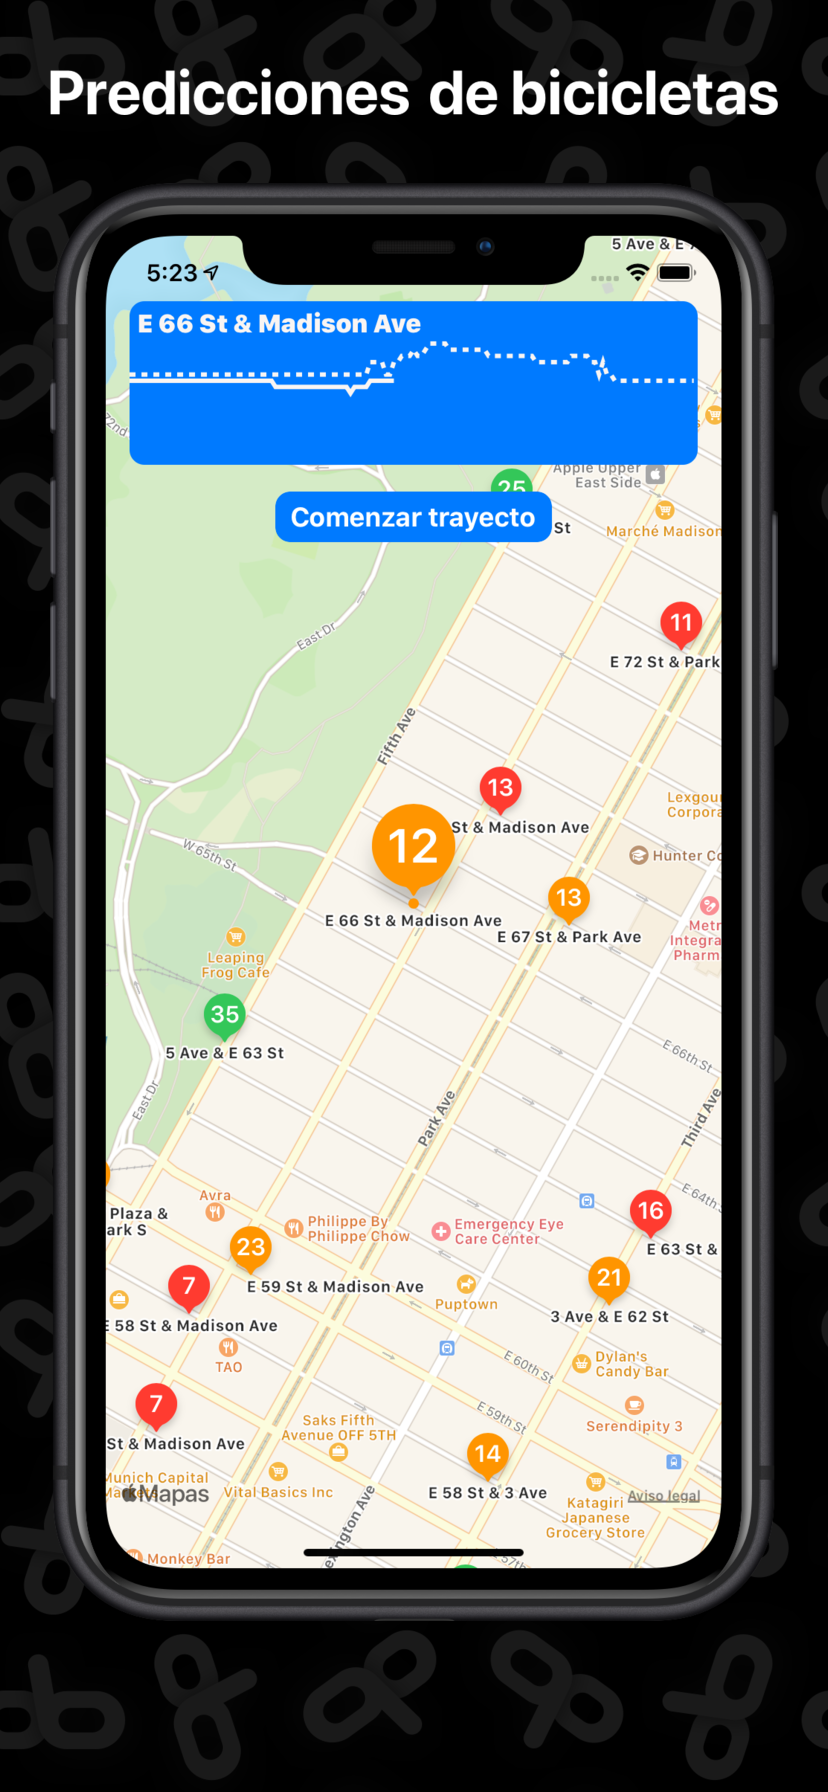 Predicciones de bicicletas
5 Ave & E
5:23
E 66 St & Madison Ave
72nd
Apple Upper
East Side
25
Comenzar trayecto
St
Marché Madison
11
E 72 St & Park
East Dr
Fifth Ave
13
St & Madison Ave
Lexgou
Corpora
12
W 65th St
Hunter Co
13
E 66 St & Madison Ave
E 67 St & Park Ave
Metr
Integra
Pharm
Leaping
Frog Cafe
35
5 Ave & E 63 St
E 66th St
East Dr
Park Ave
Third Ave
E 64th S
Avra
Plaza &
ark S
Philippe By
Philippe Chow
Emergency Eye
Care Center
16
E 63 St &
23
E 59 St & Madison Ave
7
21
Puptown
3 Ave & E 62 St
E 58 St & Madison Ave
TAO
E 60th St
Dylan's
Candy Bar
7
St & Madison Ave
Saks Fifth
Avenue OFF 5TH
E 59th St
Serendipity 3
14
Munich Capital
Markets
Mapas
Vital Basics Inc
E 58 St & 3 Ave
Aviso legal
Katagiri
Japanese
Grocery Store
exington Ave
Monkey Bar
57th